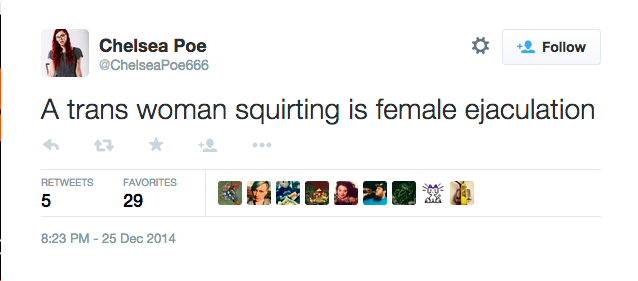 Chelsea Poe
@ChelseaPoe666
Follow
A trans woman squirting is female ejaculation
RETWEETS FAVORITES
5 29
8:23 PM - 25 Dec 2014